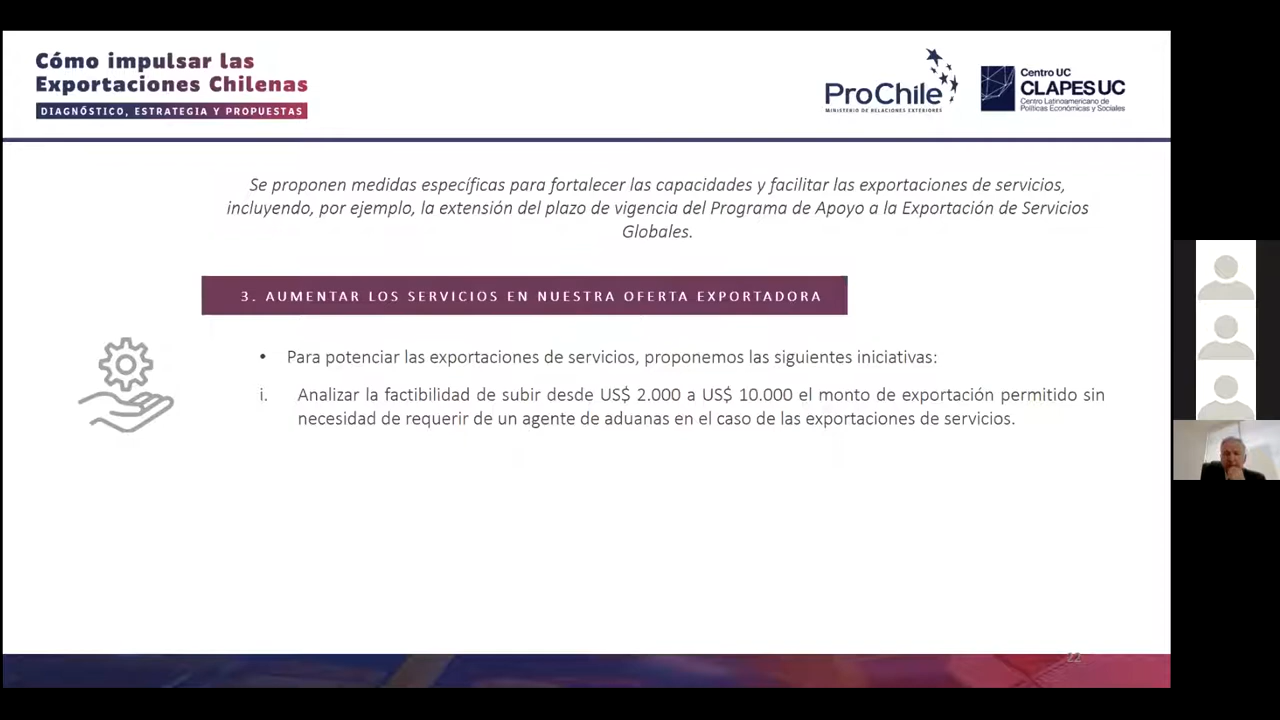 Cómo impulsar las
Exportaciones Chilenas
DIAGNÓSTICO, ESTRATEGIA Y PROPUESTAS
ProChile
MINISTERIO DE RELACIONES EXTERIORES
Centro UC
CLAPES UC
Centro Latinoamericano de
Políticas Económicas y Sociales
Se proponen medidas específicas para fortalecer las capacidades y facilitar las exportaciones de servicios,
incluyendo, por ejemplo, la extensión del plazo de vigencia del Programa de Apoyo a la Exportación de Servicios
Globales.
3. AUMENTAR LOS SERVICIOS EN NUESTRA OFERTA EXPORTADORA
• Para potenciar las exportaciones de servicios, proponemos las siguientes iniciativas:
i. Analizar la factibilidad de subir desde US$ 2.000 a US$ 10.000 el monto de exportación permitido sin
necesidad de requerir de un agente de aduanas en el caso de las exportaciones de servicios.
22